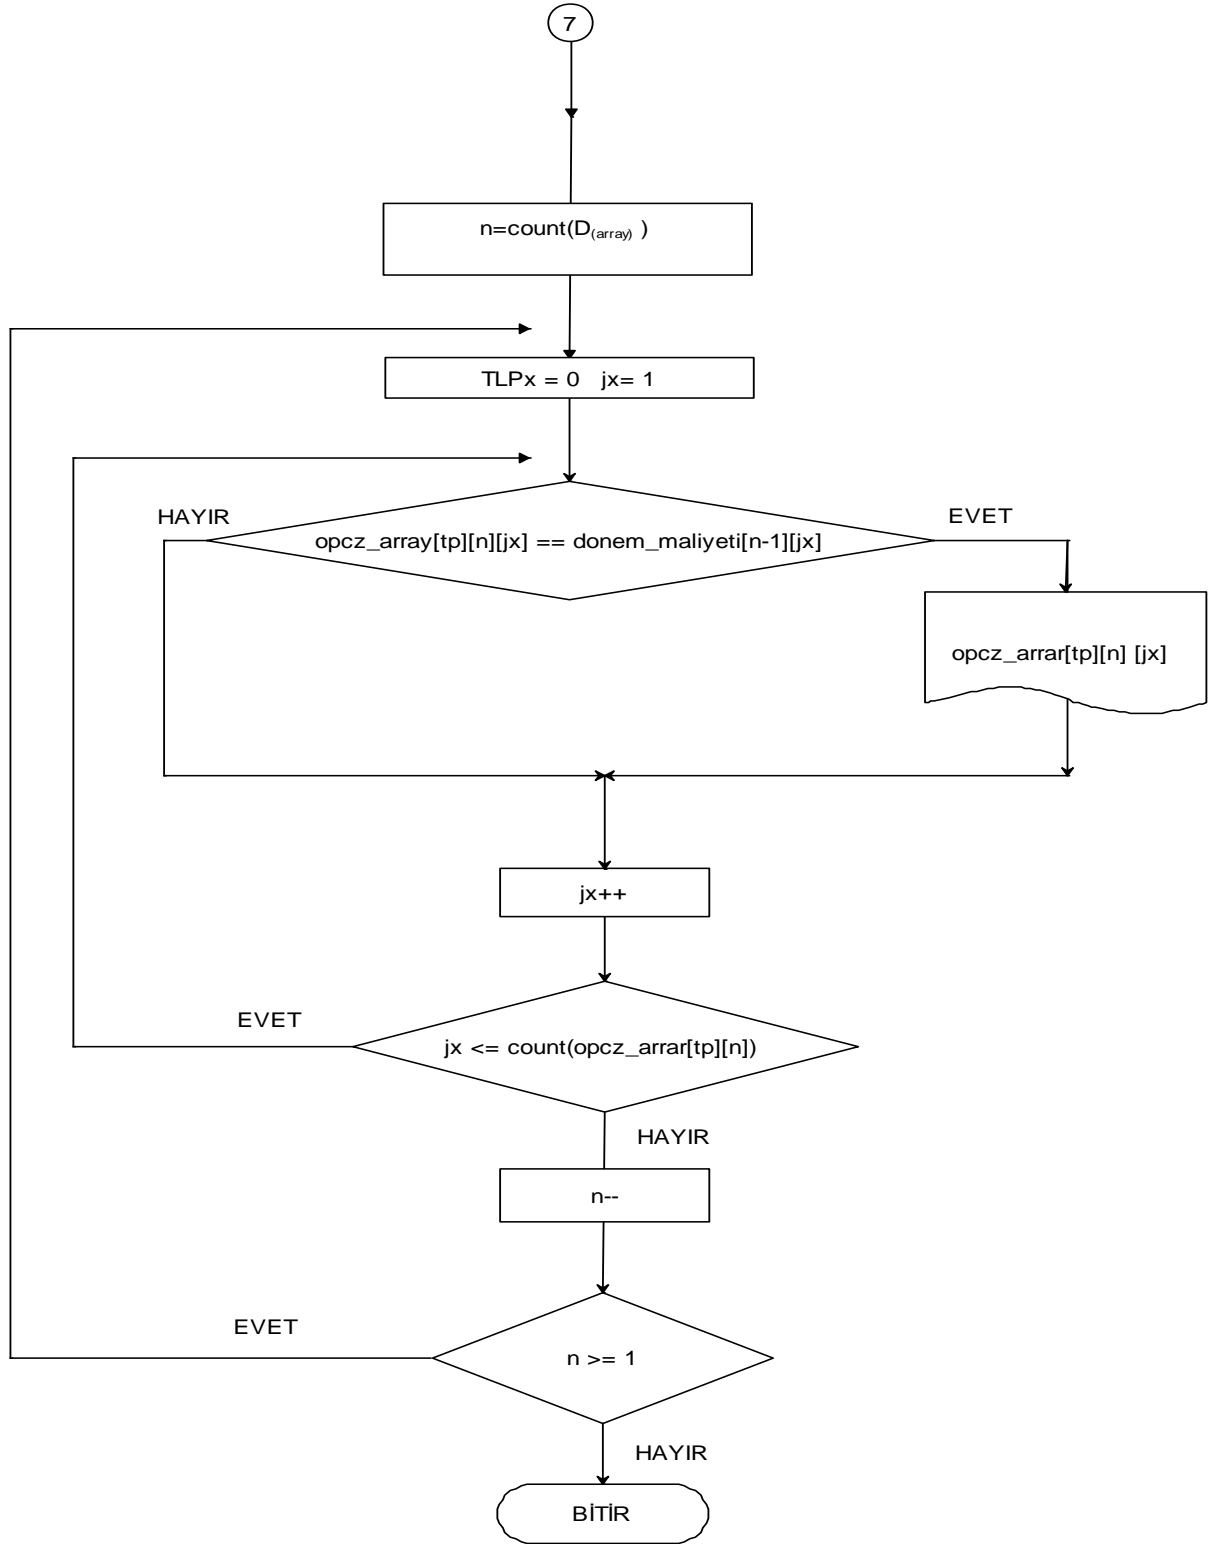 7
n=count(D(array) )
TLPx = 0 jx= 1
HAYIR
EVET
opcz_array[tp][n][jx] == donem_maliyeti[n-1][jx]
opcz_arrar[tp][n] [jx]
jx++
EVET
jx <= count(opcz_arrar[tp][n])
HAYIR
n--
EVET
n >= 1
HAYIR
BİTİR